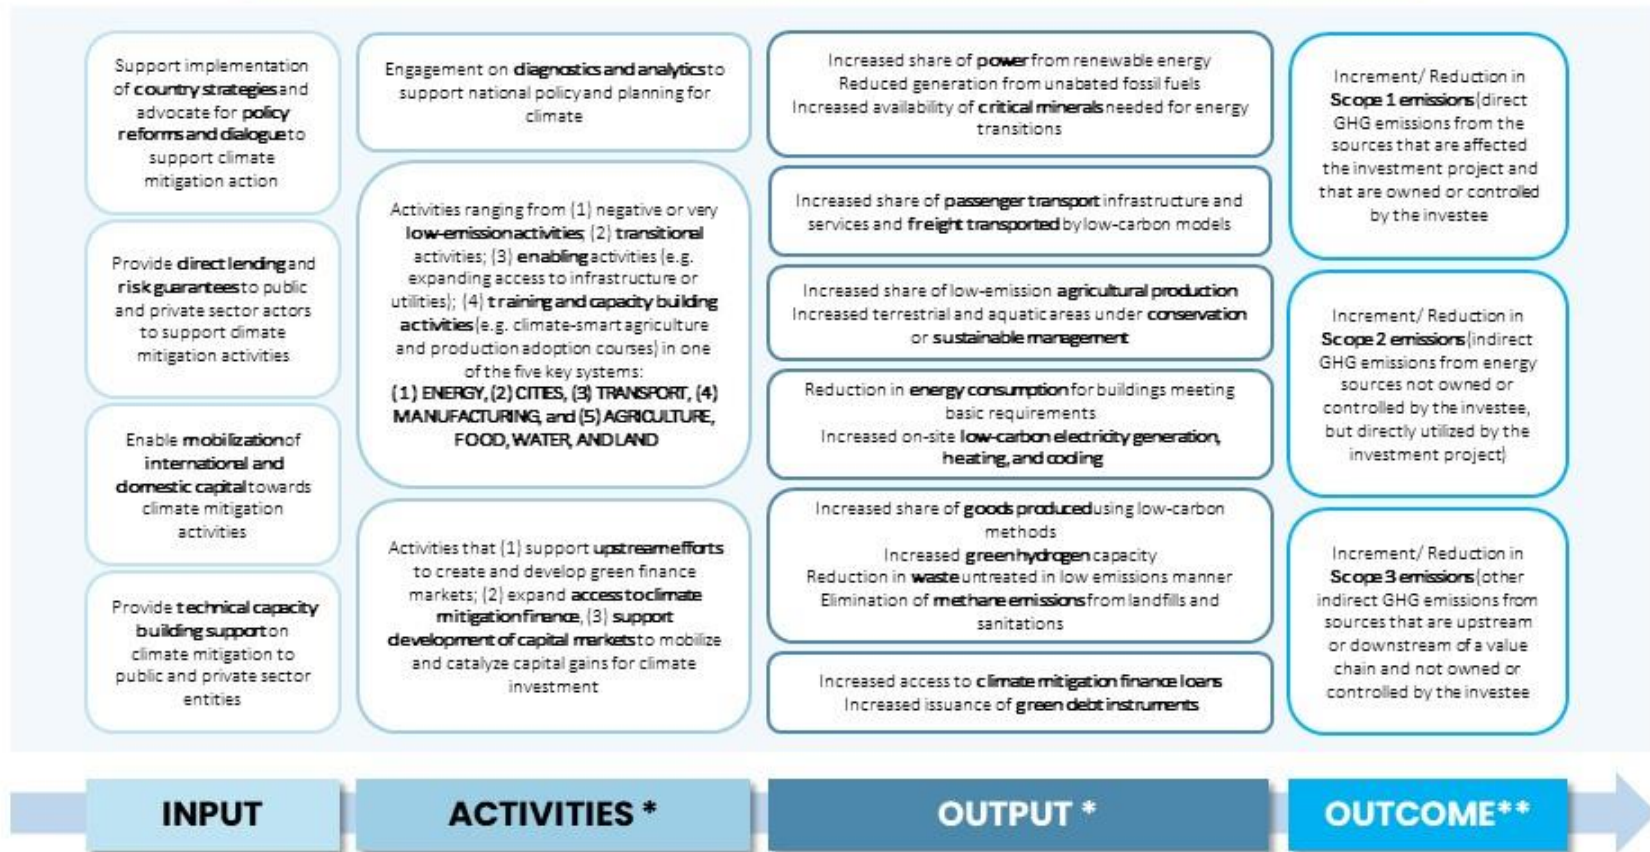 Support implementation
of country strategies and
advocate for policy
reforms and dialogue to
support climate
mitigation action
Provide direct lending and
risk guarantees to public
and private sector actors
to support climate
mitigation activities
Enable mobilization of
international and
domestic capital towards
climate mitigation
activities
Provide technical capacity
building support on
climate mitigation to
public and private sector
entities
Engagement on diagnostics and analytics to
support national policy and planning for
climate
Activities ranging from (1) negative or very
low-emission activities; (2) transitional
activities; (3) enabling activities (e.g.
expanding access to infrastructure or
utilities); (4) training and capacity building
activities (e.g. climate-smart agriculture
and production adoption courses) in one
of the five key systems:
(1) ENERGY, (2) CITIES, (3) TRANSPORT, (4)
MANUFACTURING, and (5) AGRICULTURE,
FOOD, WATER, AND LAND
Activities that (1) support upstream efforts
to create and develop green finance
markets; (2) expand access to climate
mitigation finance, (3) support
development of capital markets to mobilize
and catalyze capital gains for climate
investment
Increased share of power from renewable energy
Reduced generation from unabated fossil fuels
Increased availability of critical minerals needed for energy
transitions
Increased share of passenger transport infrastructure and
services and freight transported by low-carbon models
Increased share of low-emission agricultural production
Increased terrestrial and aquatic areas under conservation
or sustainable management
Reduction in energy consumption for buildings meeting
basic requirements
Increased on-site low-carbon electricity generation,
heating, and cooling
Increased share of goods produced using low-carbon
methods
Increased green hydrogen capacity
Reduction in waste untreated in low emissions manner
Elimination of methane emissions from landfills and
sanitations
Increased access to climate mitigation finance loans
Increased issuance of green debt instruments
Increment/ Reduction in
Scope 1 emissions (direct
GHG emissions from the
sources that are affected
the investment project and
that are owned or controlled
by the investee
Increment/ Reduction in
Scope 2 emissions (indirect
GHG emissions from energy
sources not owned or
controlled by the investee,
but directly utilized by the
investment project)
Increment/ Reduction in
Scope 3 emissions (other
indirect GHG emissions from
sources that are upstream
or downstream of a value
chain and not owned or
controlled by the investee
INPUT
ACTIVITIES *
OUTPUT *
OUTCOME**